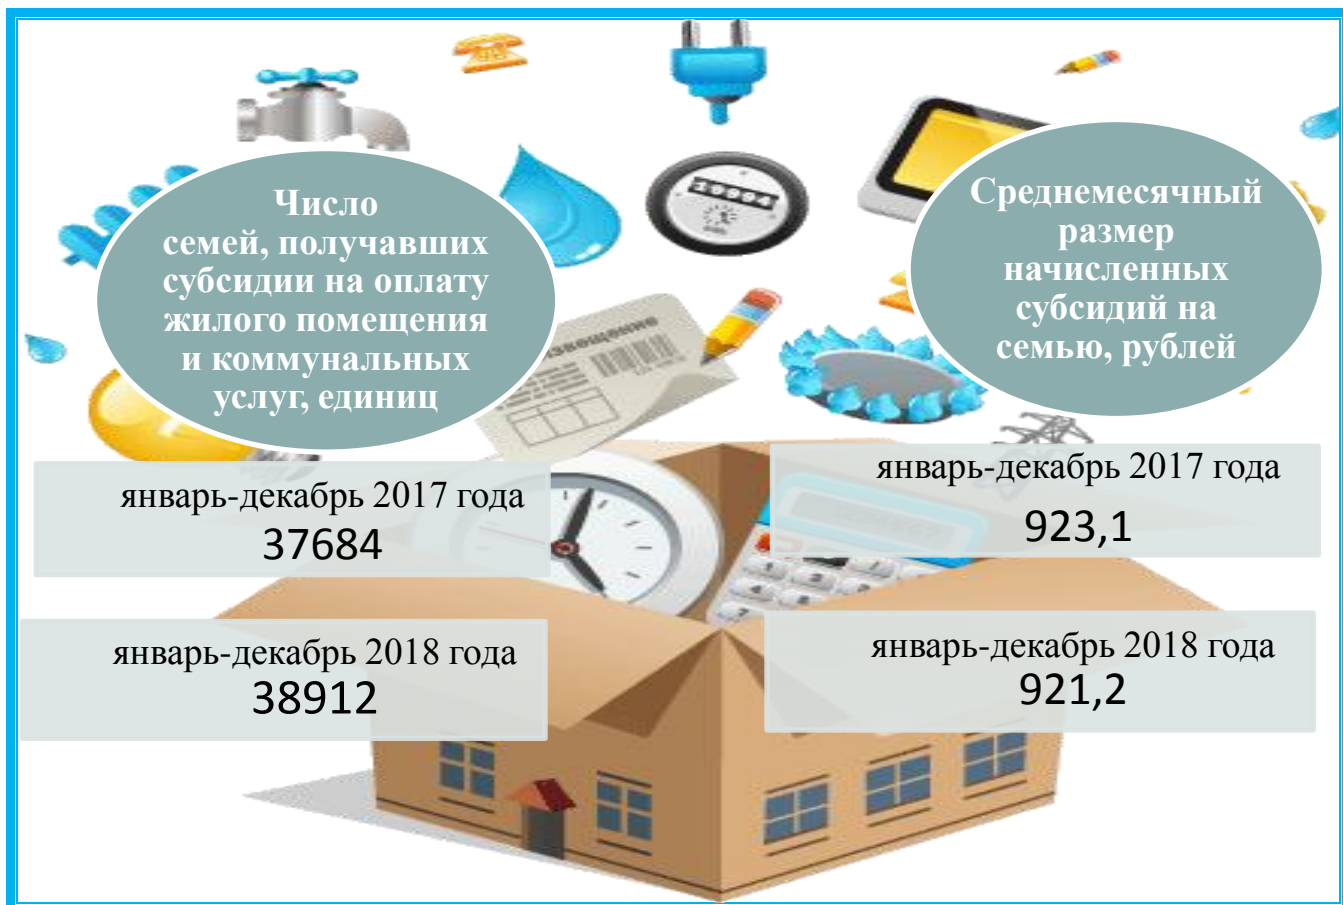 Число
семей, получавших
субсидии на оплату
жилого помещения
и коммунальных
услуг, единиц
январь-декабрь 2017 года
37684
январь-декабрь 2018 года
38912
Среднемесячный
размер
начисленных
субсидий на
семью, рублей
январь-декабрь 2017 года
923,1
январь-декабрь 2018 года
921,2